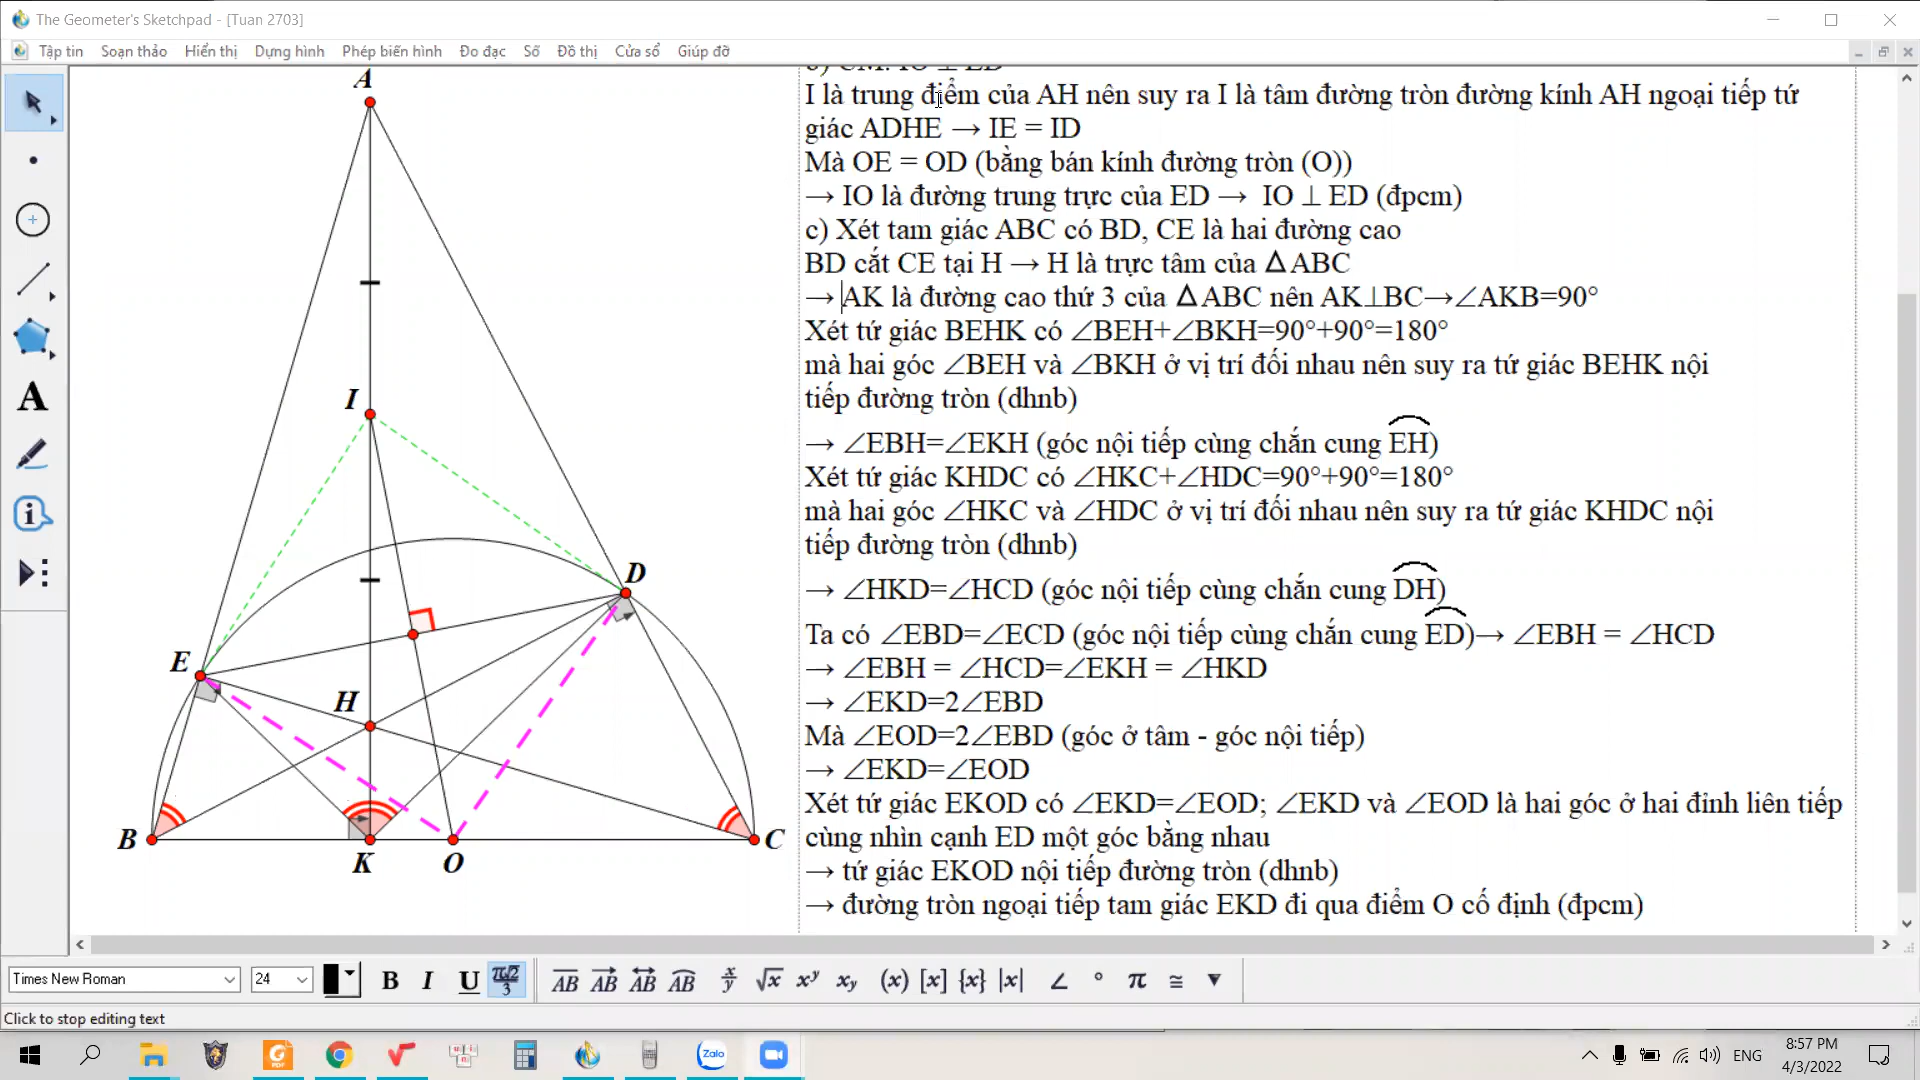 The Geometer's Sketchpad - [Tuan 2703]
Tập tin Soạn thảo Hiển thị Dựng hình Phép biến hình Đo đạc Số Đồ thị Cửa sổ Giúp đỡ
b) CM: IO ⊥ ED
I là trung điểm của AH nên suy ra I là tâm đường tròn đường kính AH ngoại tiếp tứ
giác ADHE → IE = ID
Mà OE = OD (bằng bán kính đường tròn (O))
→ IO là đường trung trực của ED → IO ⊥ ED (đpcm)
c) Xét tam giác ABC có BD, CE là hai đường cao
BD cắt CE tại H → H là trực tâm của ΔABC
→ AK là đường cao thứ 3 của ΔABC nên AK⊥BC→∠AKB=90°
Xét tứ giác BEHK có ∠BEH+∠BKH=90°+90°=180°
mà hai góc ∠BEH và ∠BKH ở vị trí đối nhau nên suy ra tứ giác BEHK nội
tiếp đường tròn (dhnb)
→ ∠EBH=∠EKH (góc nội tiếp cùng chắn cung EH)
Xét tứ giác KHDC có ∠HKC+∠HDC=90°+90°=180°
mà hai góc ∠HKC và ∠HDC ở vị trí đối nhau nên suy ra tứ giác KHDC nội
tiếp đường tròn (dhnb)
→ ∠HKD=∠HCD (góc nội tiếp cùng chắn cung DH)
Ta có ∠EBD=∠ECD (góc nội tiếp cùng chắn cung ED)→ ∠EBH = ∠HCD
→ ∠EBH = ∠HCD=∠EKH = ∠HKD
→ ∠EKD=2∠EBD
Mà ∠EOD=2∠EBD (góc ở tâm - góc nội tiếp)
→ ∠EKD=∠EOD
Xét tứ giác EKOD có ∠EKD=∠EOD; ∠EKD và ∠EOD là hai góc ở hai đỉnh liên tiếp
cùng nhìn cạnh ED một góc bằng nhau
→ tứ giác EKOD nội tiếp đường tròn (dhnb)
→ đường tròn ngoại tiếp tam giác EKD đi qua điểm O cố định (đpcm)
A
I
D
E
H
B
K
O
C
A
Times New Roman 24 B I U π√2/3 AB AB AB AB x/y √x x^y x_y (x) [x] {x} |x| ∠ ° π ≅
Click to stop editing text
PDF
Zalo
ENG
8:57 PM
4/3/2022